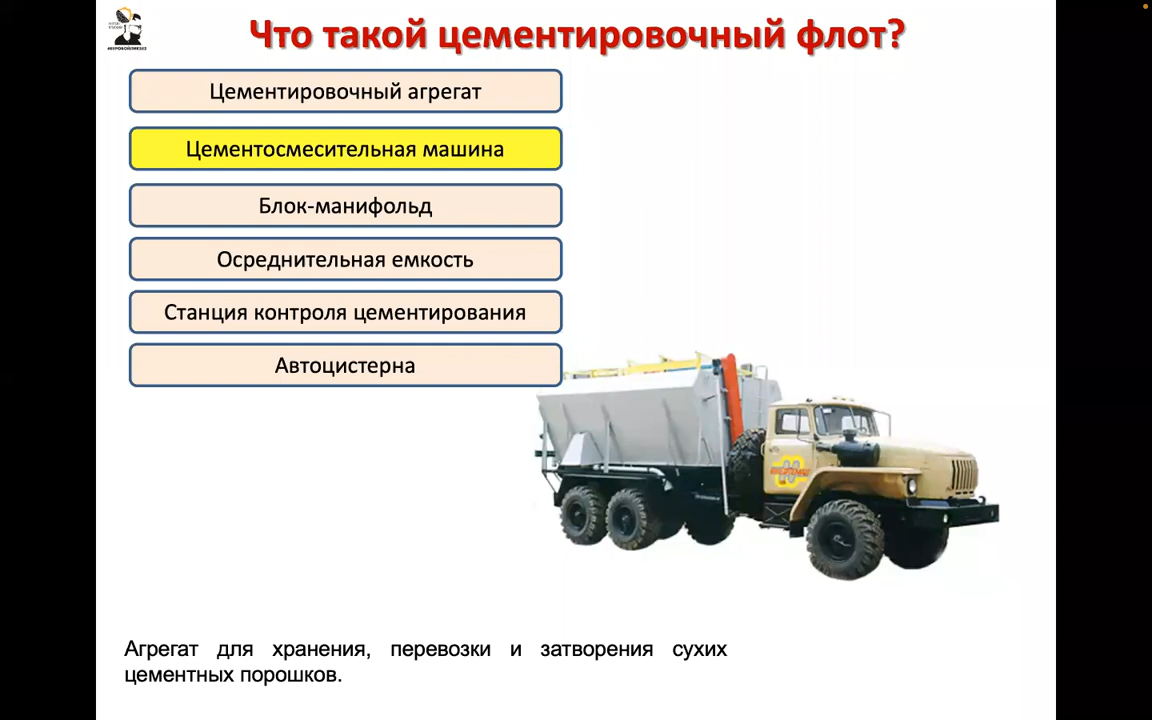 Что такой цементировочный флот?
Цементировочный агрегат
Цементосмесительная машина
Блок-манифольд
Осреднительная емкость
Станция контроля цементирования
Автоцистерна
Агрегат для хранения, перевозки и затворения сухих
цементных порошков.